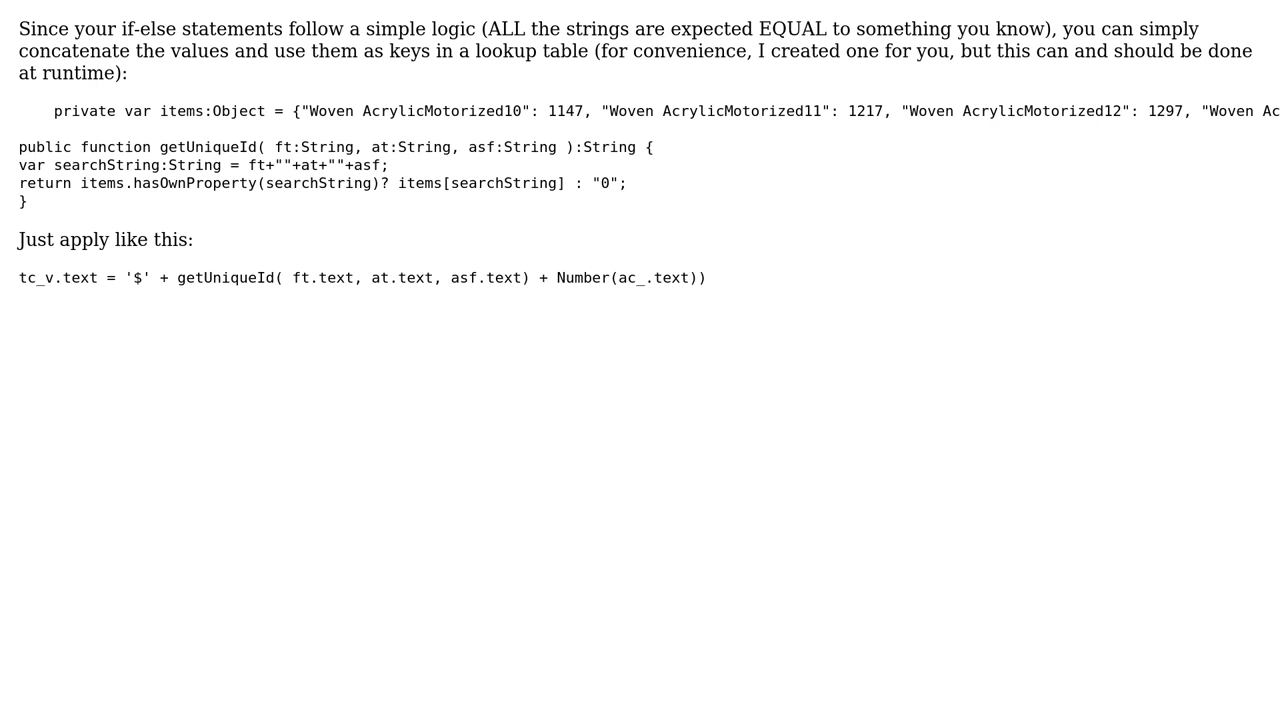 Since your if-else statements follow a simple logic (ALL the strings are expected EQUAL to something you know), you can simply
concatenate the values and use them as keys in a lookup table (for convenience, I created one for you, but this can and should be done
at runtime):
private var items:Object = {"Woven AcrylicMotorized10": 1147, "Woven AcrylicMotorized11": 1217, "Woven AcrylicMotorized12": 1297, "Woven Ac
public function getUniqueId( ft:String, at:String, asf:String ):String {
var searchString:String = ft+""+at+""+asf;
return items.hasOwnProperty(searchString)? items[searchString] : "0";
}
Just apply like this:
tc_v.text = '$' + getUniqueId( ft.text, at.text, asf.text) + Number(ac_.text))